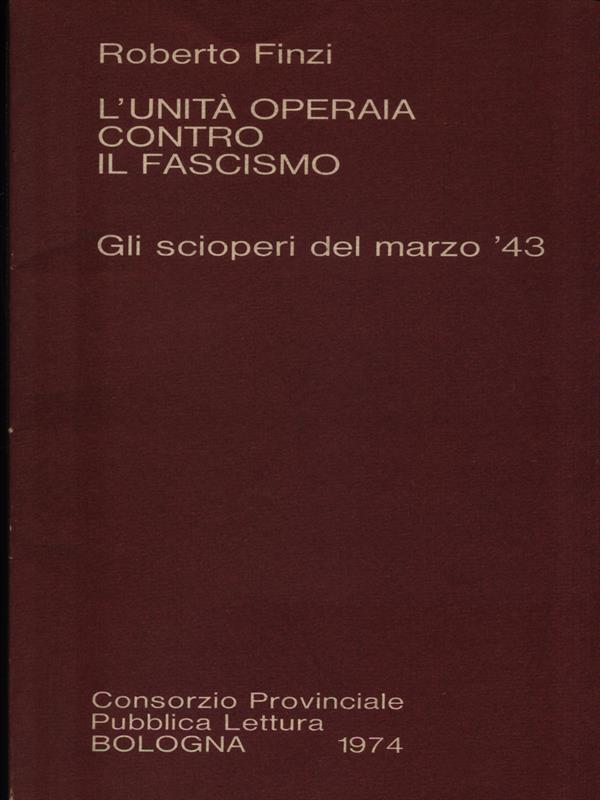 Roberto Finzi
L'UNITÀ OPERAIA
CONTRO
IL FASCISMO
Gli scioperi del marzo '43
Consorzio Provinciale
Pubblica Lettura
BOLOGNA 1974